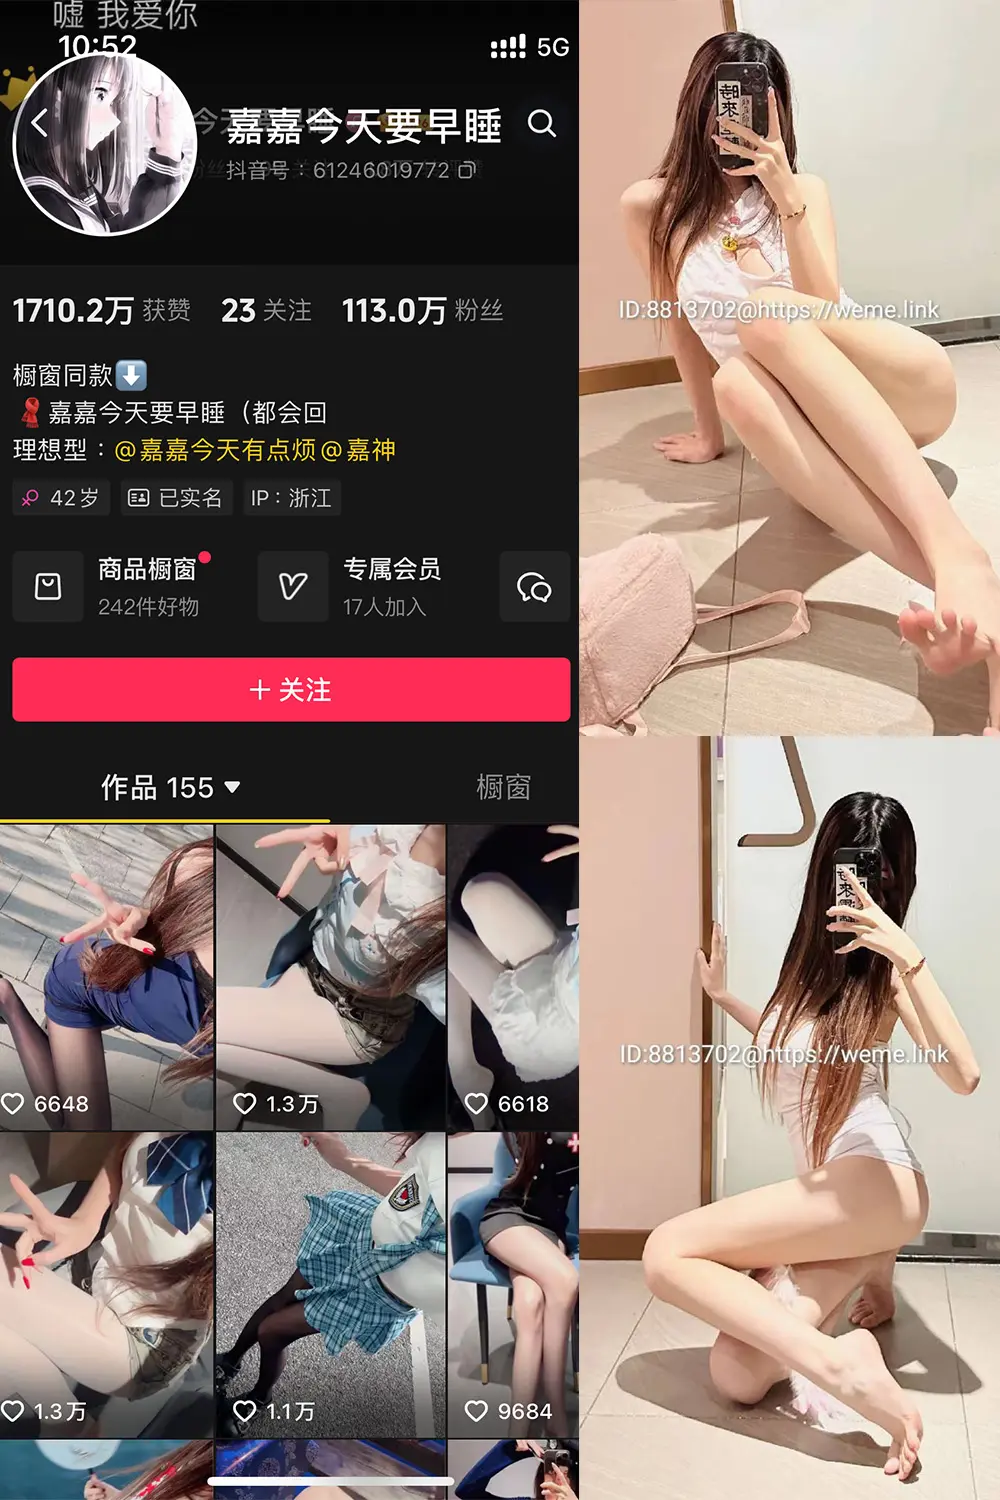 嘘 我爱你
10:52
5G
嘉嘉今天要早睡
抖音号：61246019772
1710.2万 获赞 23 关注 113.0万 粉丝
橱窗同款
嘉嘉今天要早睡（都会回
理想型：@嘉嘉今天有点烦@嘉神
42岁 已实名 IP：浙江
商品橱窗 专属会员
242件好物 17人加入
＋关注
作品 155 橱窗
6648 1.3万 6618
1.3万 1.1万 9684
時來
ID:8813702@https://weme.link
時來運
ID:8813702@https://weme.link